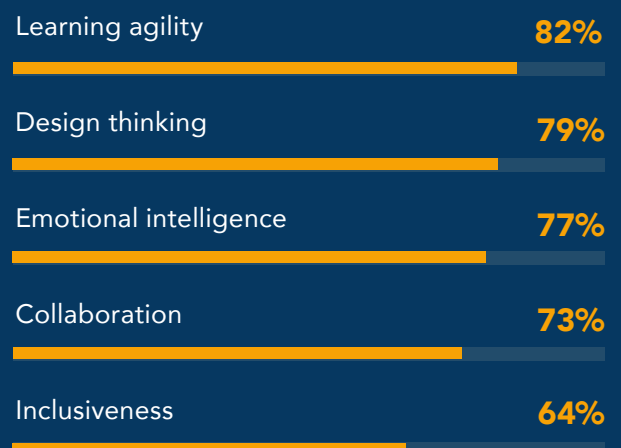 Learning agility 82%
Design thinking 79%
Emotional intelligence 77%
Collaboration 73%
Inclusiveness 64%